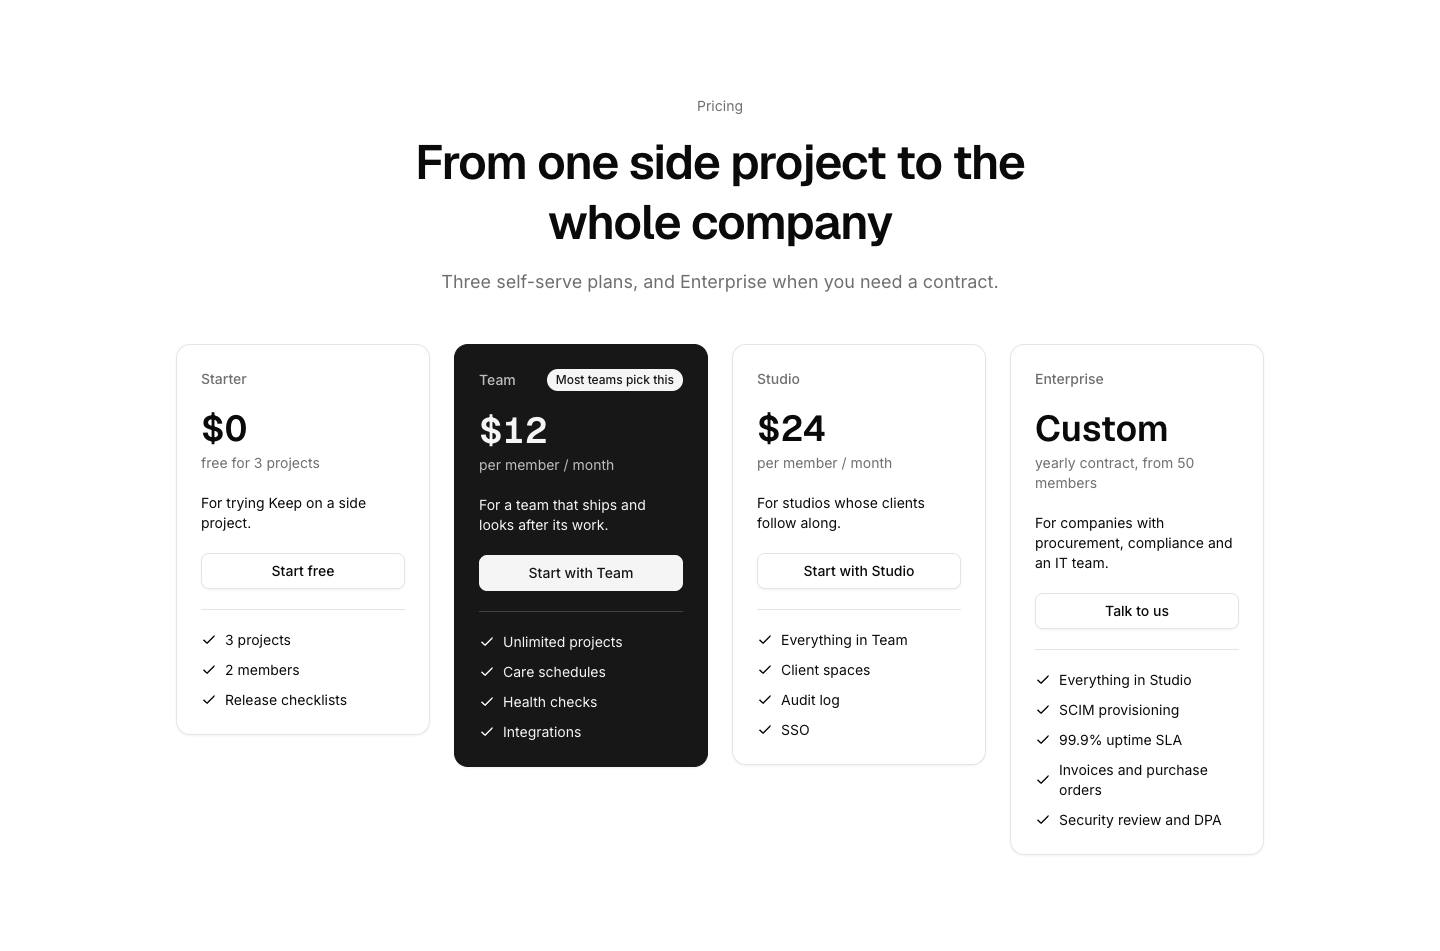 Pricing
From one side project to the
whole company
Three self-serve plans, and Enterprise when you need a contract.
Starter
$0
free for 3 projects
For trying Keep on a side
project.
Start free
3 projects
2 members
Release checklists
Team
Most teams pick this
$12
per member / month
For a team that ships and
looks after its work.
Start with Team
Unlimited projects
Care schedules
Health checks
Integrations
Studio
$24
per member / month
For studios whose clients
follow along.
Start with Studio
Everything in Team
Client spaces
Audit log
SSO
Enterprise
Custom
yearly contract, from 50
members
For companies with
procurement, compliance and
an IT team.
Talk to us
Everything in Studio
SCIM provisioning
99.9% uptime SLA
Invoices and purchase
orders
Security review and DPA